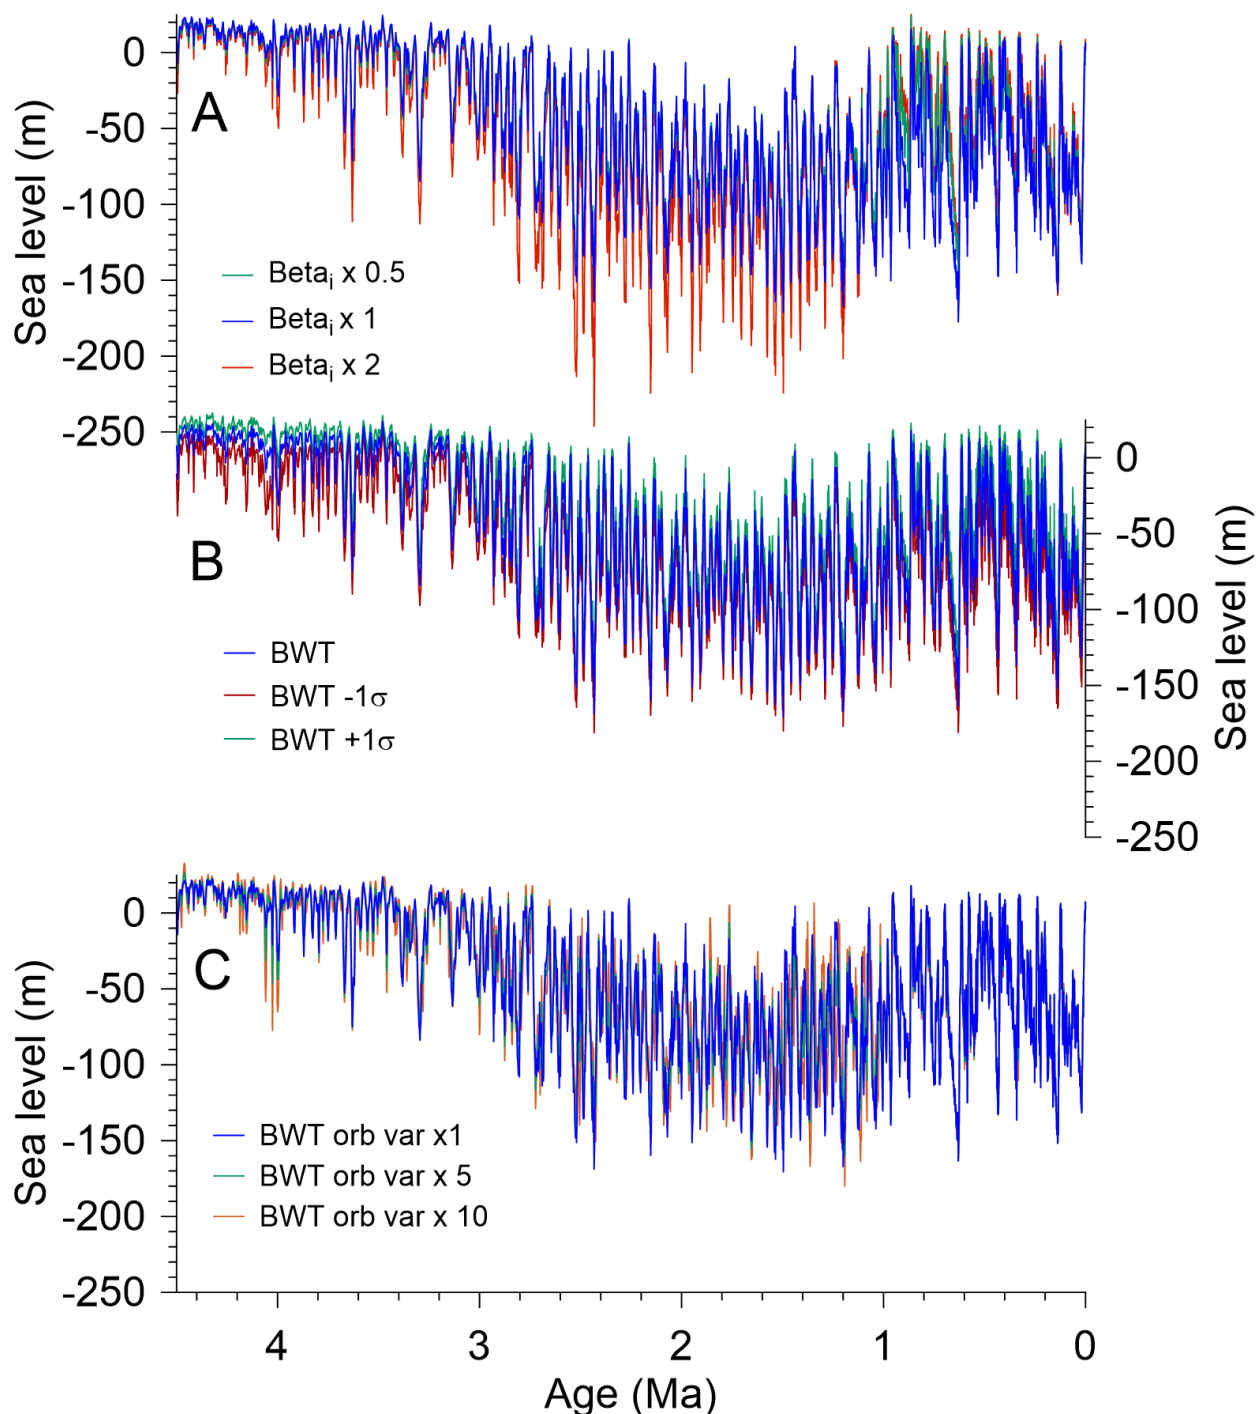 0
-50
-100
-150
-200
-250
Sea level (m)
A
Betai x 0.5
Betai x 1
Betai x 2
0
-50
-100
-150
-200
-250
Sea level (m)
B
BWT
BWT -1σ
BWT +1σ
0
-50
-100
-150
-200
-250
Sea level (m)
C
BWT orb var x1
BWT orb var x 5
BWT orb var x 10
4 3 2 1 0
Age (Ma)